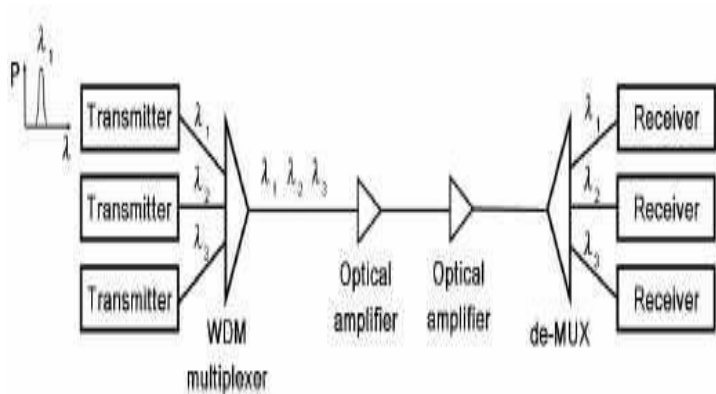 λ1
P
λ
Transmitter
λ1
Transmitter
λ2
Transmitter
λ3
WDM
multiplexer
λ1 λ2 λ3
Optical
amplifier
Optical
amplifier
de-MUX
λ1
Receiver
λ2
Receiver
λ3
Receiver